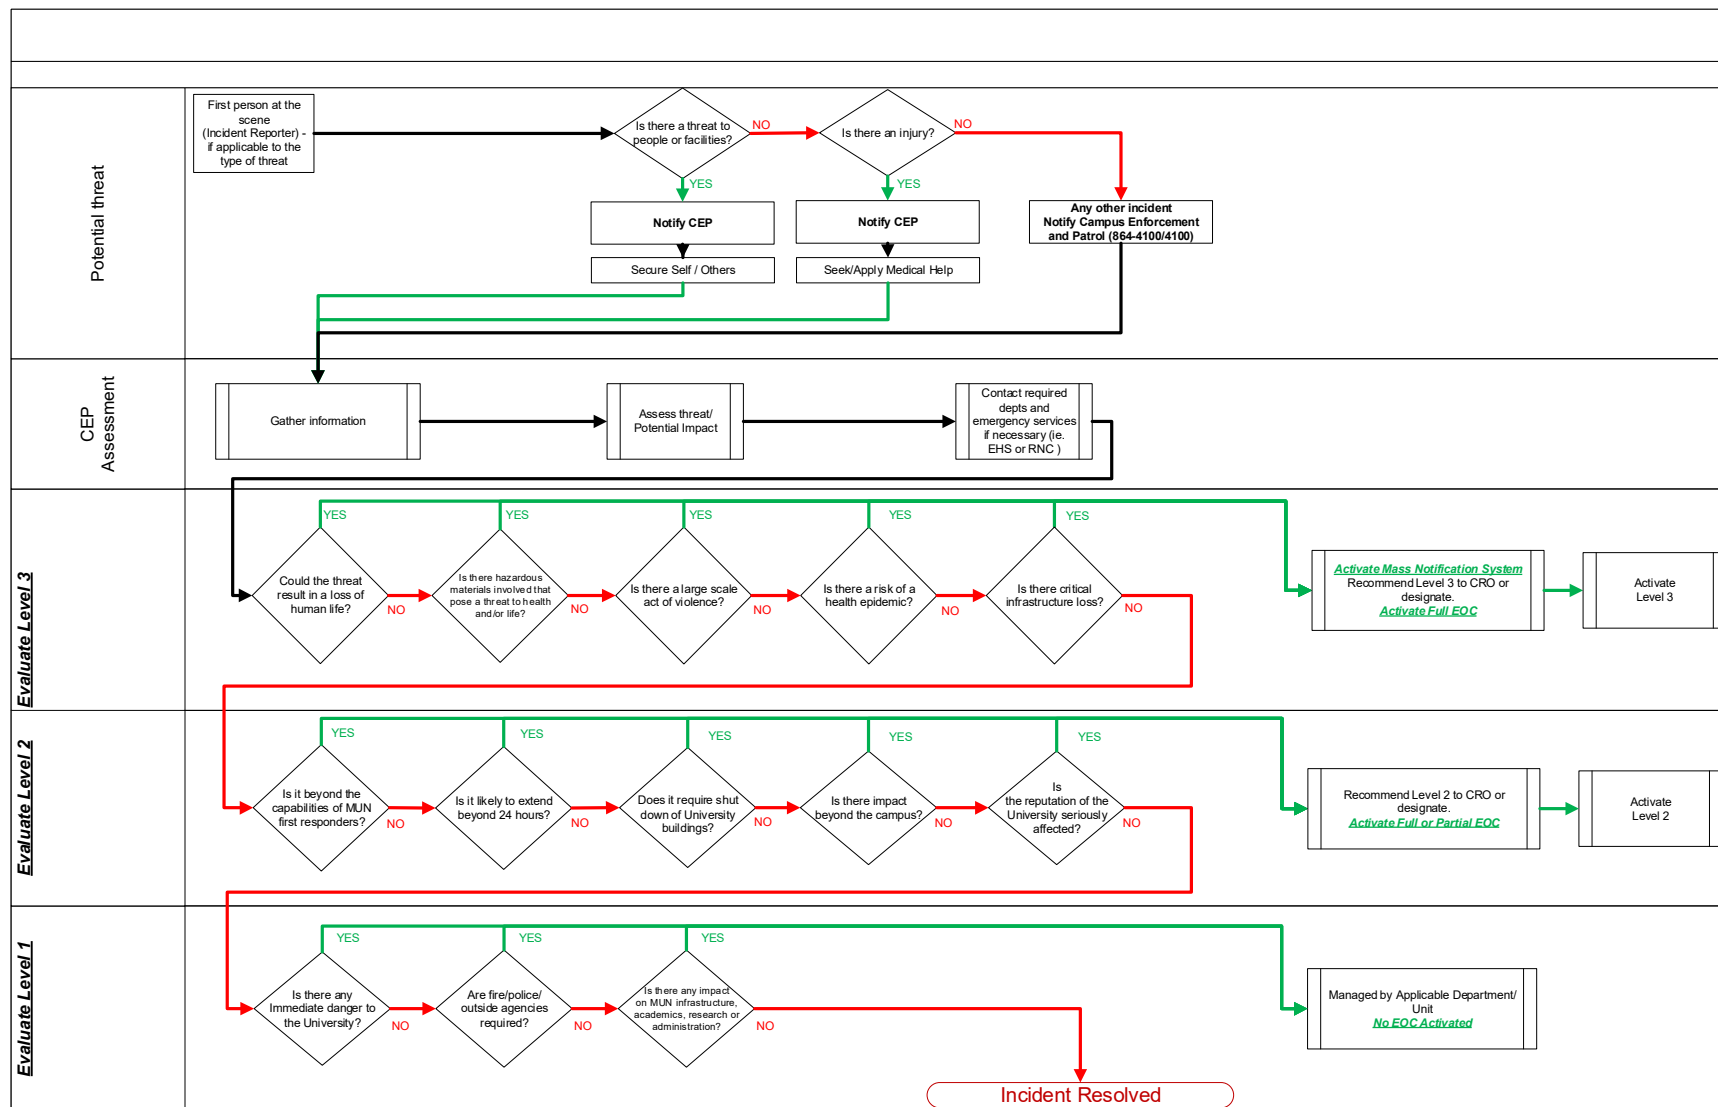 Potential threat
First person at the
scene
(Incident Reporter) -
if applicable to the
type of threat
Is there a threat to
people or facilities?
NO
YES
Is there an injury?
NO
YES
Notify CEP
Secure Self / Others
Notify CEP
Seek/Apply Medical Help
Any other incident
Notify Campus Enforcement
and Patrol (864-4100/4100)
CEP
Assessment
Gather information
Assess threat/
Potential Impact
Contact required
depts and
emergency services
if necessary (ie.
EHS or RNC )
Evaluate Level 3
YES
Could the threat
result in a loss of
human life?
NO
YES
Is there hazardous
materials involved that
pose a threat to health
and/or life?
NO
YES
Is there a large scale
act of violence?
NO
YES
Is there a risk of a
health epidemic?
NO
YES
Is there critical
infrastructure loss?
NO
Activate Mass Notification System
Recommend Level 3 to CRO or
designate.
Activate Full EOC
Activate
Level 3
Evaluate Level 2
YES
Is it beyond the
capabilities of MUN
first responders?
NO
YES
Is it likely to extend
beyond 24 hours?
NO
YES
Does it require shut
down of University
buildings?
NO
YES
Is there impact
beyond the campus?
NO
YES
Is
the reputation of the
University seriously
affected?
NO
Recommend Level 2 to CRO or
designate.
Activate Full or Partial EOC
Activate
Level 2
Evaluate Level 1
YES
Is there any
Immediate danger to
the University?
NO
YES
Are fire/police/
outside agencies
required?
NO
YES
Is there any impact
on MUN infrastructure,
academics, research or
administration?
NO
Managed by Applicable Department/
Unit
No EOC Activated
Incident Resolved